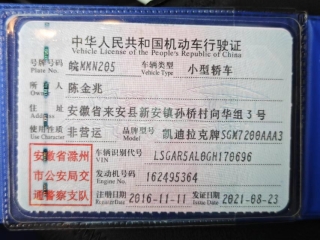 中华人民共和国机动车行驶证
Vehicle License of the People's Republic of China
号牌号码 皖MMN205 车辆类型 小型轿车
Plate No. Vehicle Type
所有人 陈金兆
住址 安徽省来安县新安镇孙桥村向华组3号
使用性质 非营运 品牌型号 凯迪拉克牌SGM7200AAA3
安徽省滁州 车辆识别代号 LSGAR5AL0GH170696
VIN
市公安局交 发动机号码 162495364
Engine No.
通警察支队 注册日期 2016-11-11 发证日期 2021-08-23